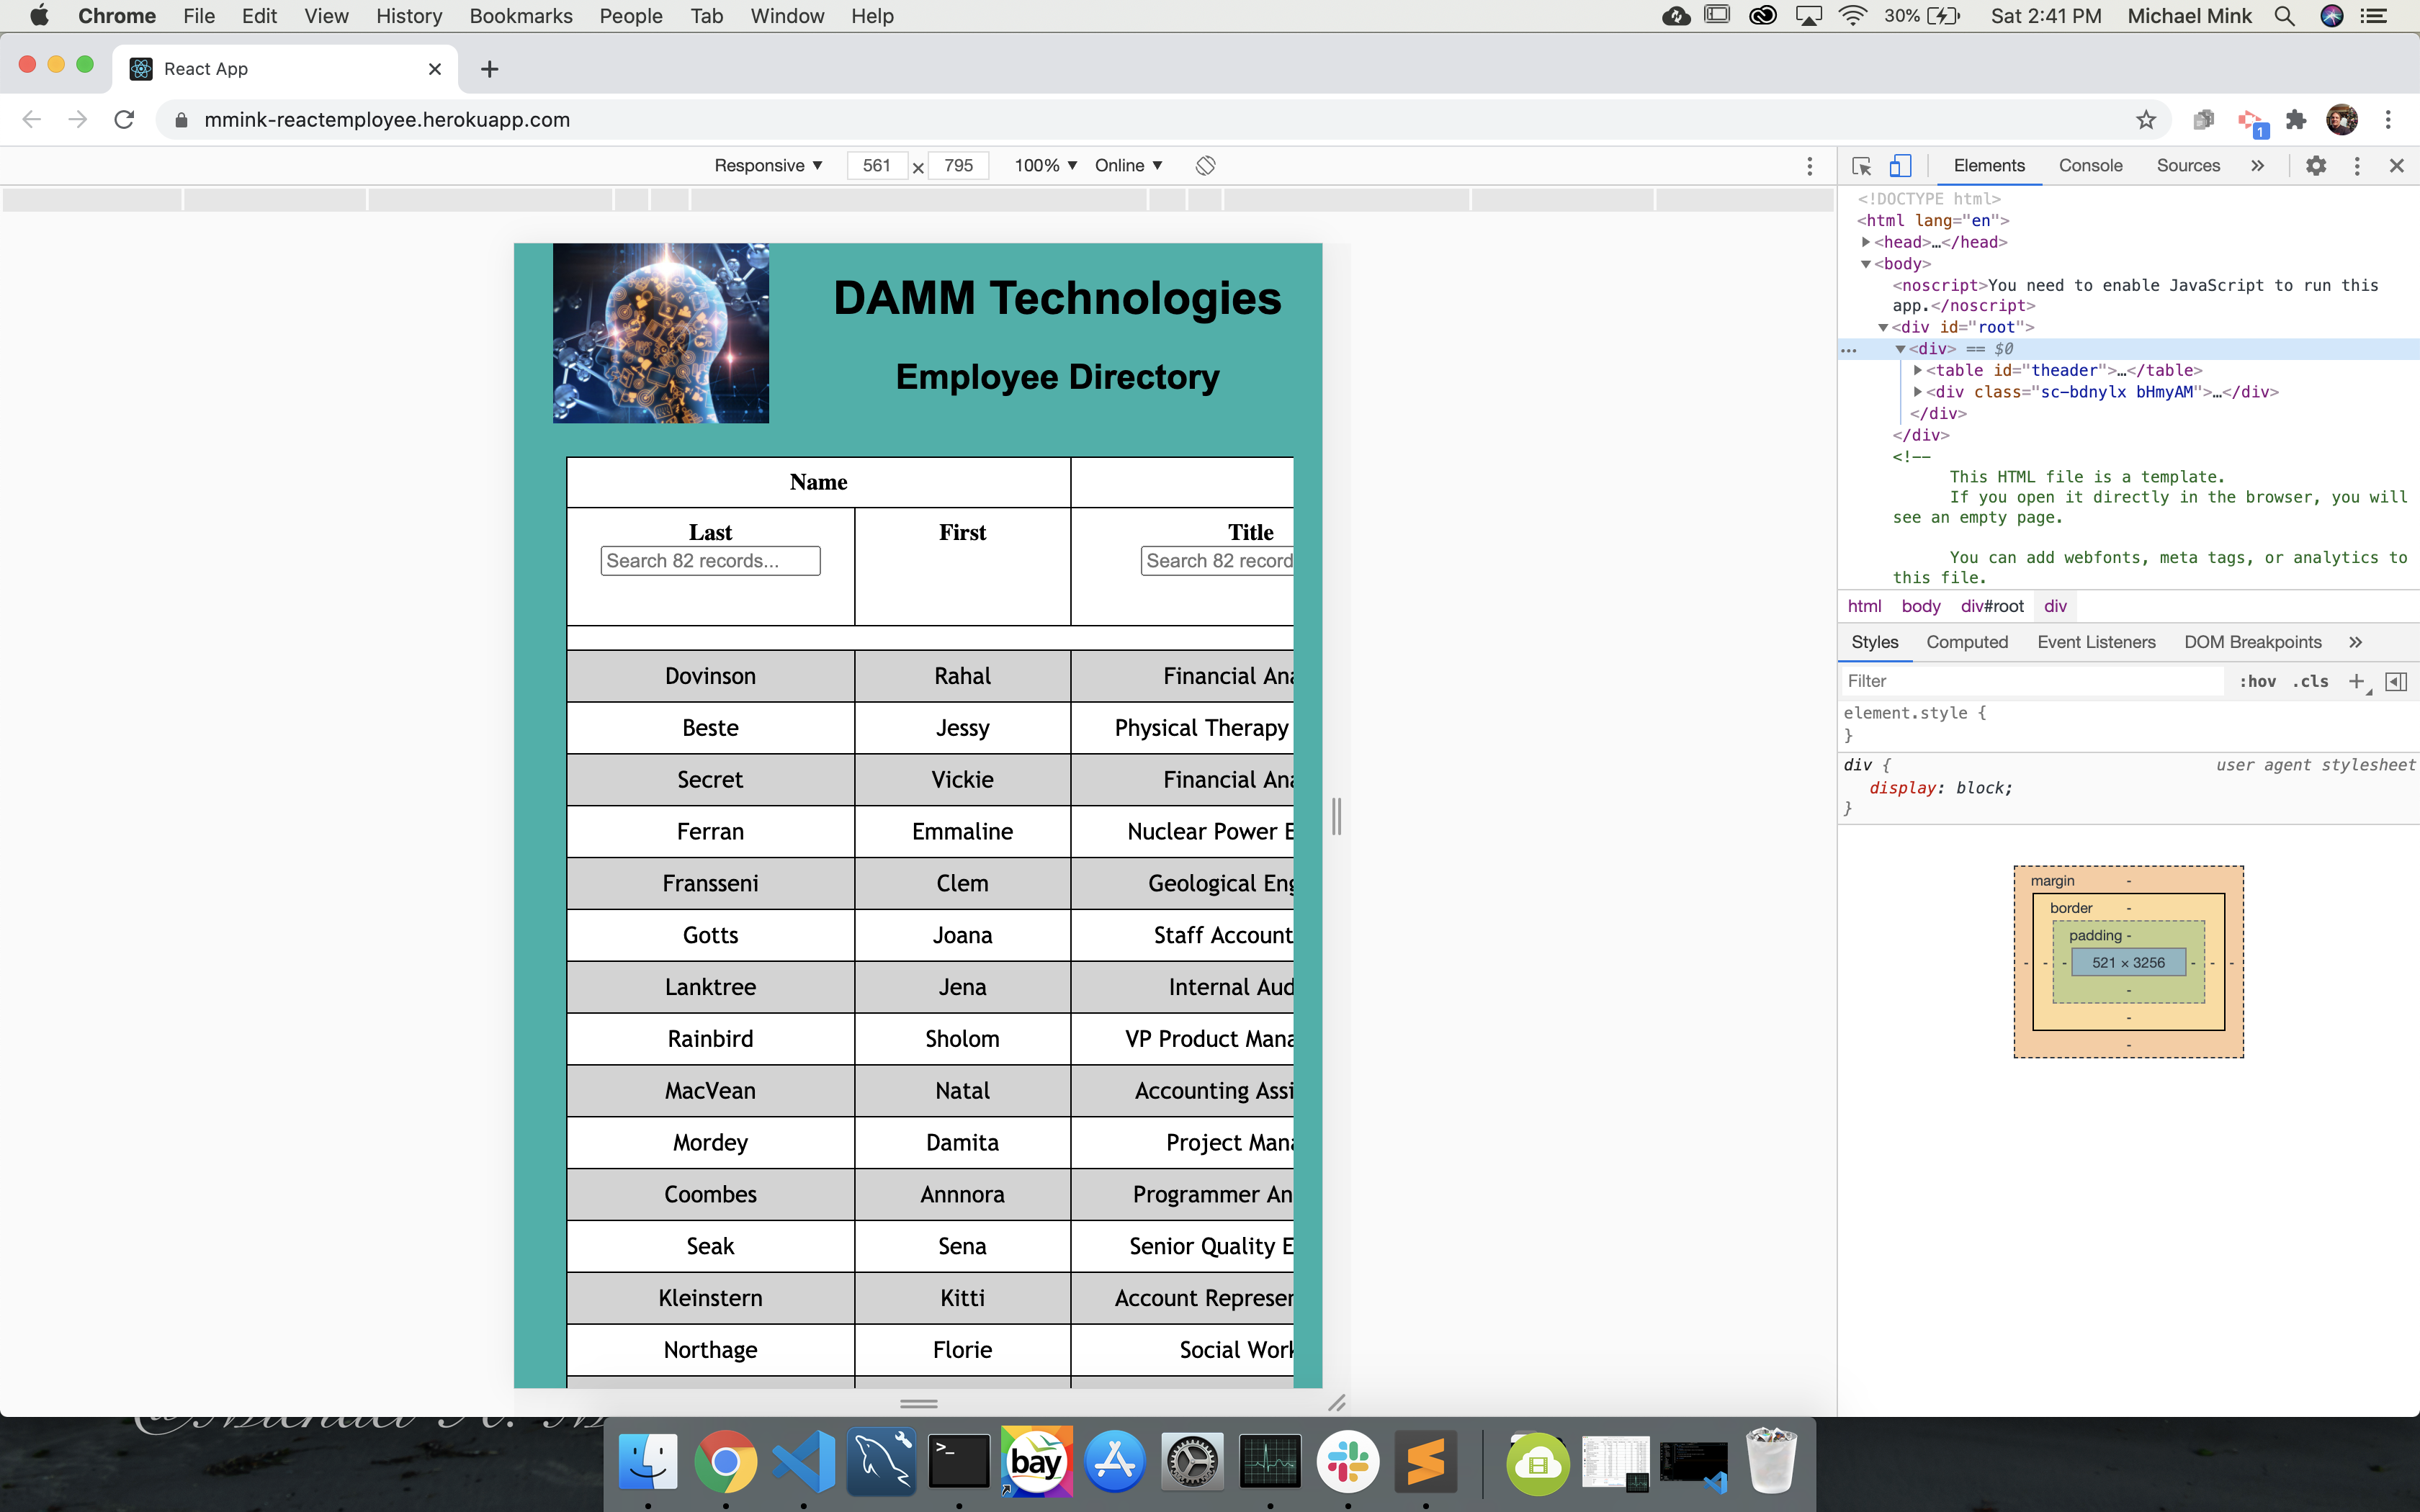 Chrome File Edit View History Bookmarks People Tab Window Help 30% Sat 2:41 PM Michael Mink
React App
mmink-reactemployee.herokuapp.com 1
Responsive ▼ 561 × 795 100% ▼ Online ▼
Elements Console Sources »
DAMM Technologies
Employee Directory
Name
Last First Title
Search 82 records... Search 82 record
Dovinson Rahal Financial Ana
Beste Jessy Physical Therapy
Secret Vickie Financial Ana
Ferran Emmaline Nuclear Power E
Fransseni Clem Geological Eng
Gotts Joana Staff Account
Lanktree Jena Internal Aud
Rainbird Sholom VP Product Mana
MacVean Natal Accounting Assi
Mordey Damita Project Mana
Coombes Annnora Programmer An
Seak Sena Senior Quality E
Kleinstern Kitti Account Represen
Northage Florie Social Work
<!DOCTYPE html>
<html lang="en">
▶<head>…</head>
▼<body>
<noscript>You need to enable JavaScript to run this
app.</noscript>
▼<div id="root">
… ▼<div> == $0
▶<table id="theader">…</table>
▶<div class="sc-bdnylx bHmyAM">…</div>
</div>
</div>
<!--
This HTML file is a template.
If you open it directly in the browser, you will
see an empty page.
You can add webfonts, meta tags, or analytics to
this file.
html body div#root div
Styles Computed Event Listeners DOM Breakpoints »
Filter :hov .cls +
element.style {
}
div { user agent stylesheet
display: block;
}
margin -
border -
padding -
- - - 521 × 3256 - - -
-
-
-
@Michael A. M
>_
bay